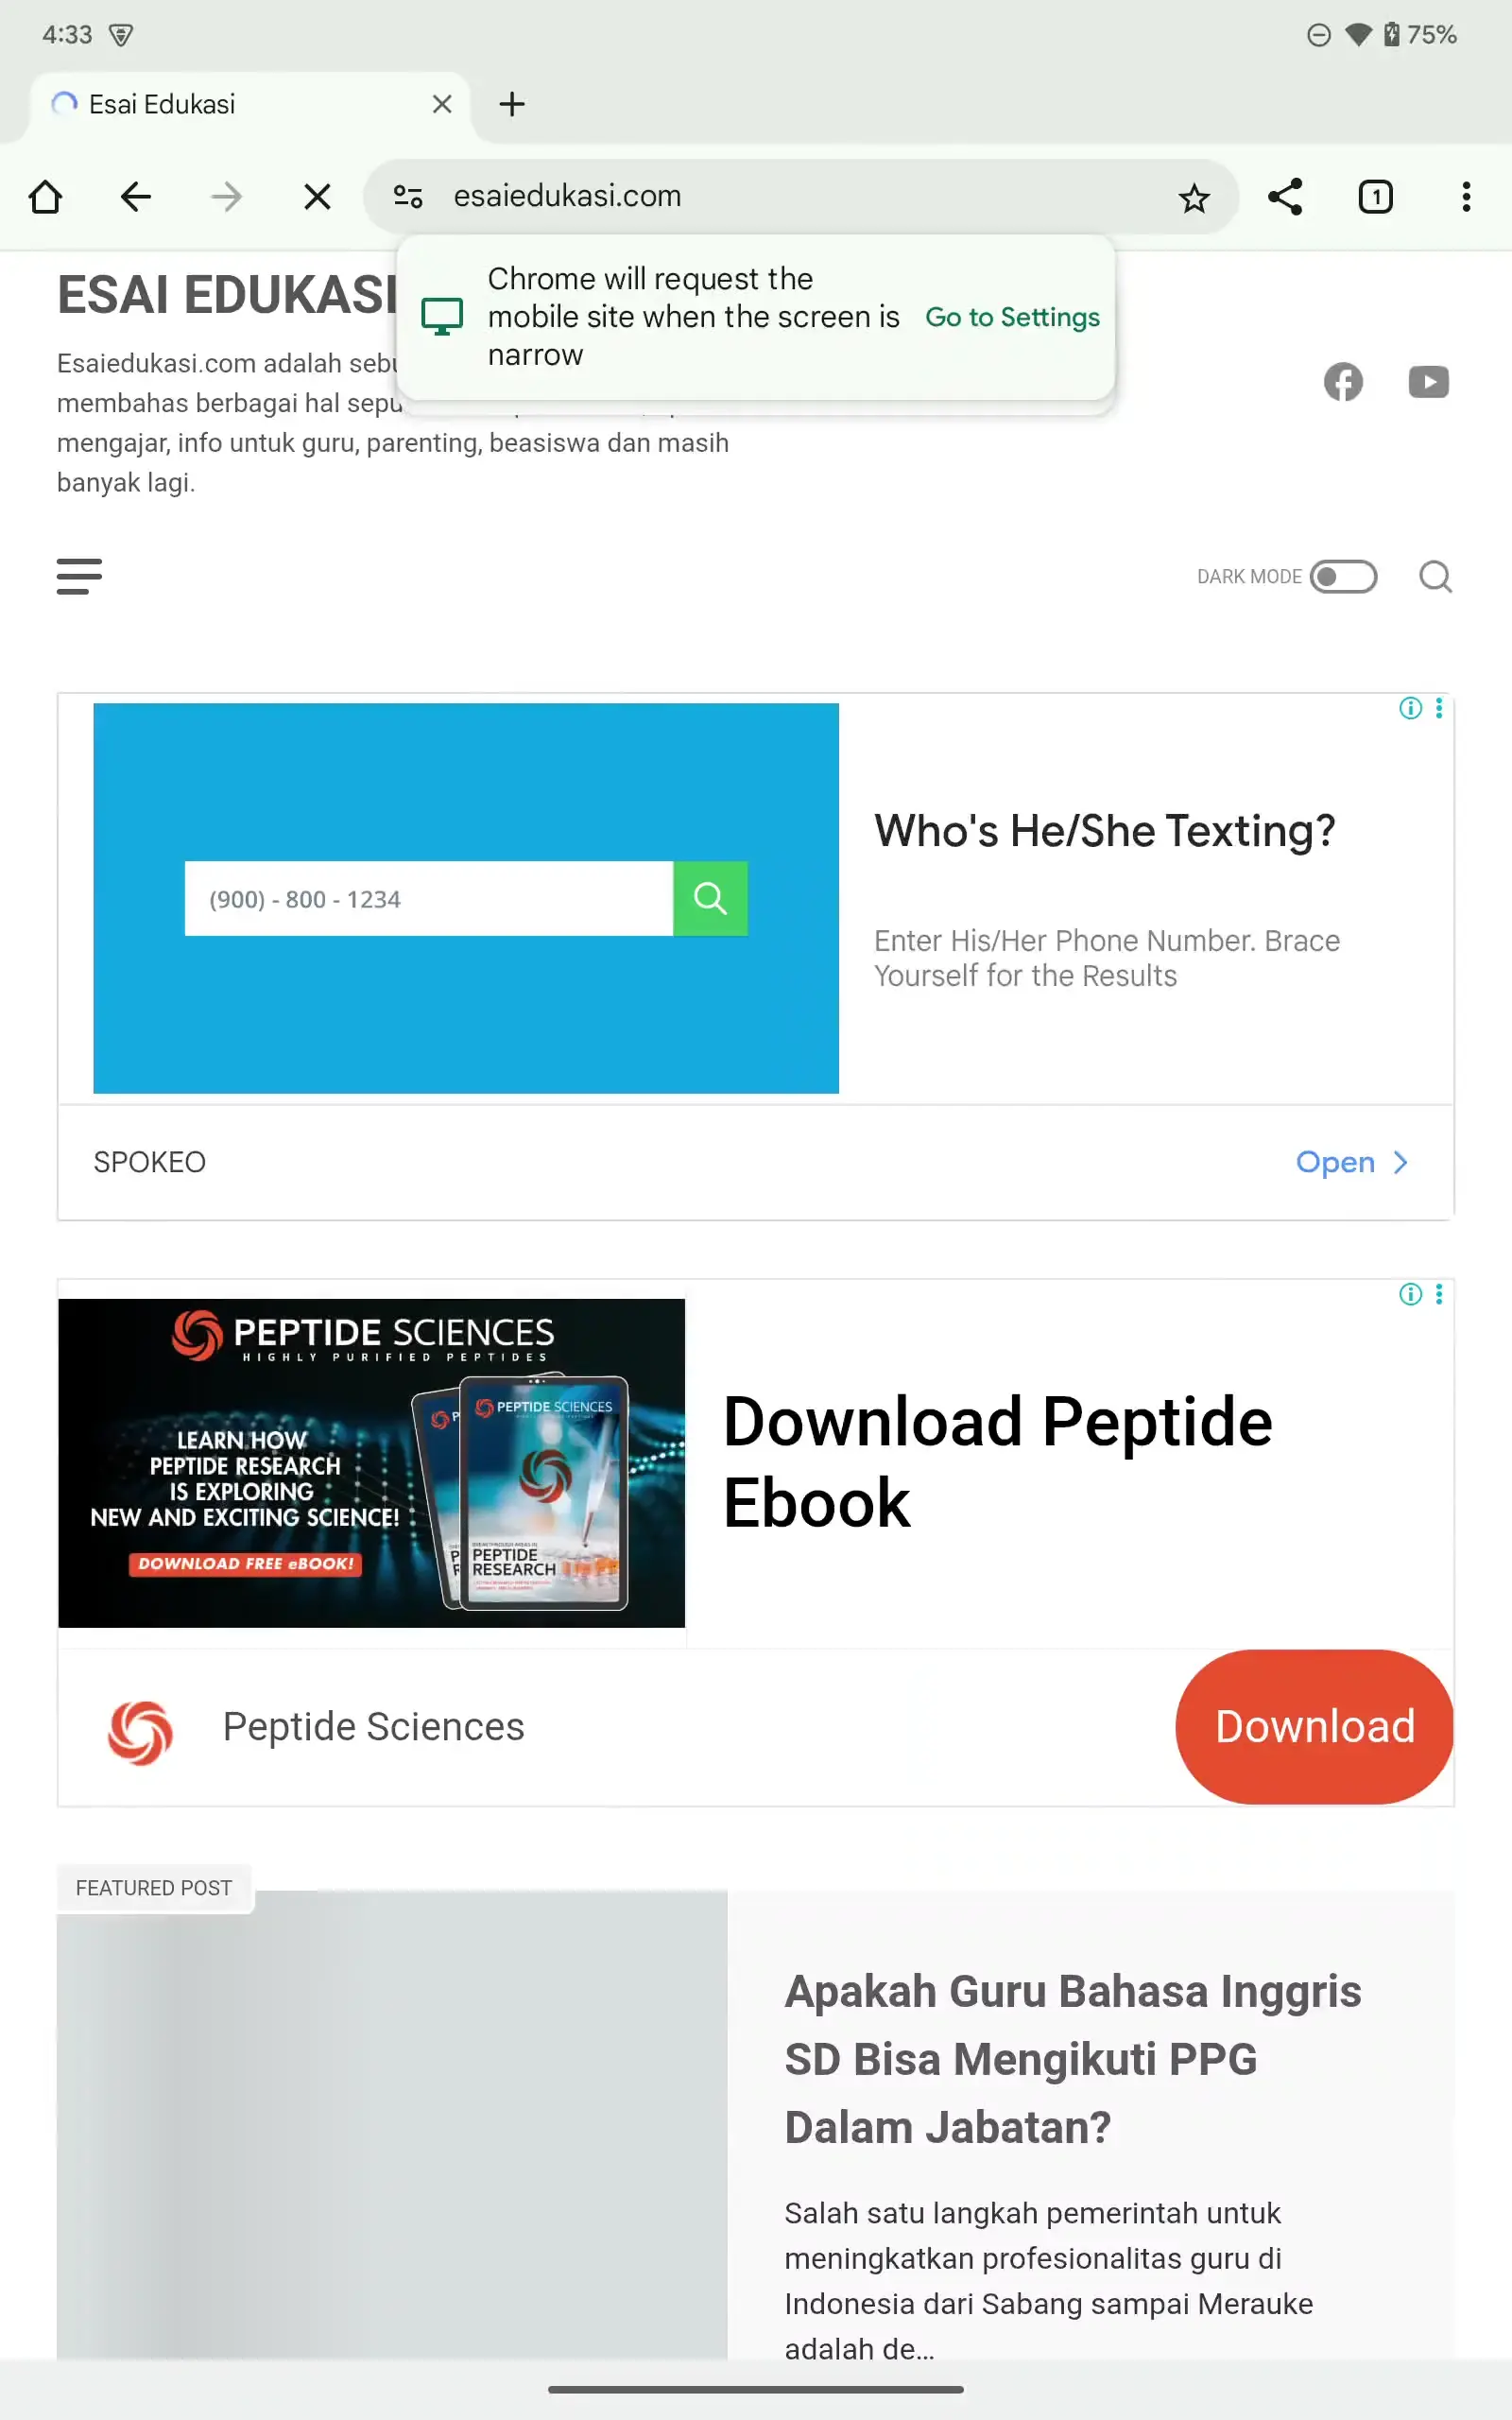 4:33
75%
Esai Edukasi
esaiedukasi.com
1
Chrome will request the
mobile site when the screen is
narrow
Go to Settings
ESAI EDUKASI
Esaiedukasi.com adalah
membahas berbagai hal
mengajar, info untuk guru, parenting, beasiswa dan masih
banyak lagi.
DARK MODE
(900) - 800 - 1234
Who's He/She Texting?
Enter His/Her Phone Number. Brace
Yourself for the Results
SPOKEO
Open
PEPTIDE SCIENCES
HIGHLY PURIFIED PEPTIDES
LEARN HOW
PEPTIDE RESEARCH
IS EXPLORING
NEW AND EXCITING SCIENCE!
DOWNLOAD FREE eBOOK!
PEPTIDE SCIENCES
PEPTIDE
RESEARCH
Download Peptide
Ebook
Peptide Sciences
Download
FEATURED POST
Apakah Guru Bahasa Inggris
SD Bisa Mengikuti PPG
Dalam Jabatan?
Salah satu langkah pemerintah untuk
meningkatkan profesionalitas guru di
Indonesia dari Sabang sampai Merauke
adalah de...